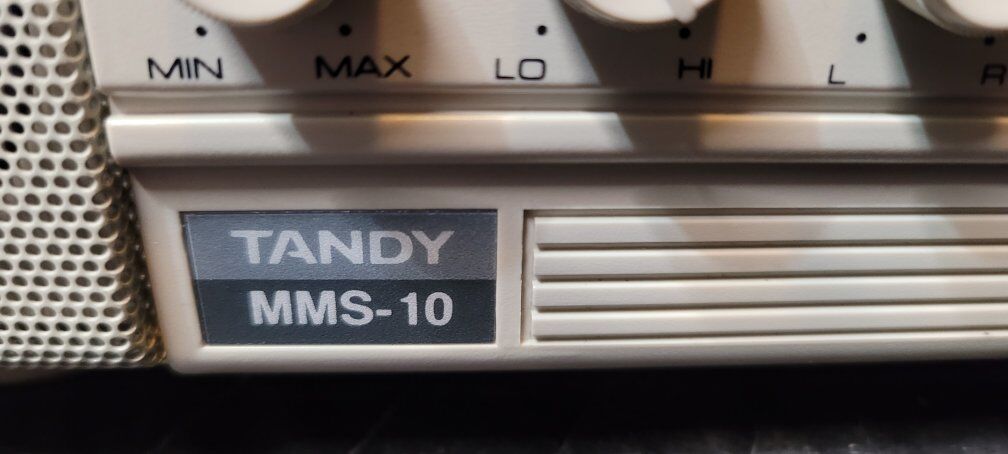 MIN MAX LO HI L R
TANDY
MMS-10